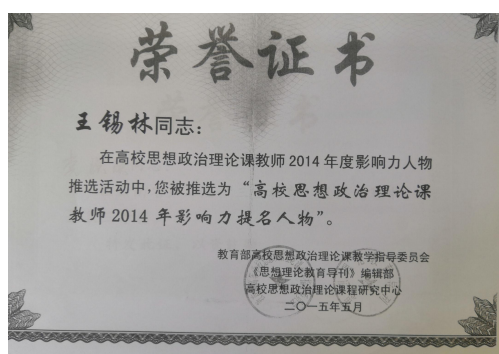 荣誉证书
王锡林同志：
在高校思想政治理论课教师2014年度影响力人物
推选活动中，您被推选为“高校思想政治理论课
教师2014年影响力提名人物”。
教育部高校思想政治理论课教学指导委员会
《思想理论教育导刊》编辑部
高校思想政治理论课程研究中心
二〇一五年五月